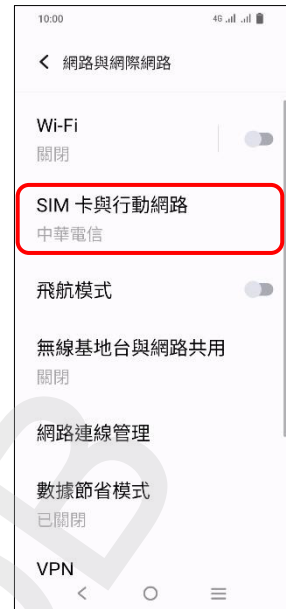 10:00
4G
網路與網際網路
Wi-Fi
關閉
SIM 卡與行動網路
中華電信
飛航模式
無線基地台與網路共用
關閉
網路連線管理
數據節省模式
已關閉
VPN